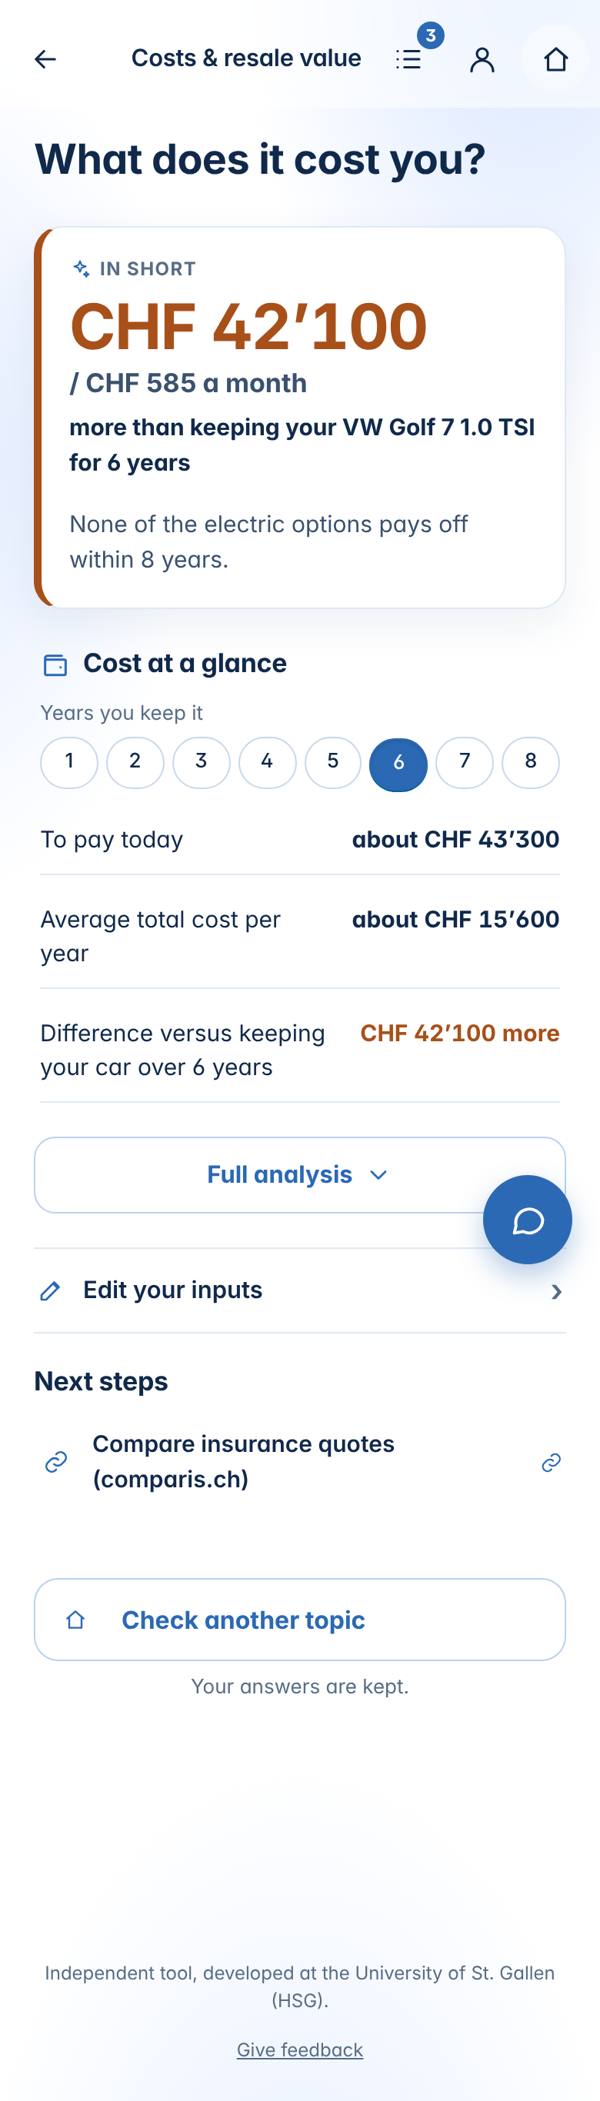 Costs & resale value
3
What does it cost you?
IN SHORT
CHF 42’100
/ CHF 585 a month
more than keeping your VW Golf 7 1.0 TSI
for 6 years
None of the electric options pays off
within 8 years.
Cost at a glance
Years you keep it
1 2 3 4 5 6 7 8
To pay today about CHF 43’300
Average total cost per about CHF 15’600
year
Difference versus keeping CHF 42’100 more
your car over 6 years
Full analysis
Edit your inputs
Next steps
Compare insurance quotes
(comparis.ch)
Check another topic
Your answers are kept.
Independent tool, developed at the University of St. Gallen
(HSG).
Give feedback